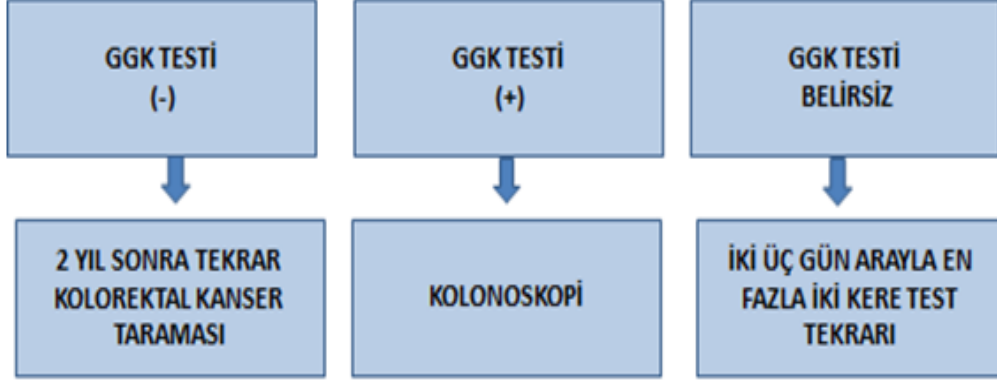 GGK TESTİ
(-)
GGK TESTİ
(+)
GGK TESTİ
BELİRSİZ
2 YIL SONRA TEKRAR
KOLOREKTAL KANSER
TARAMASI
KOLONOSKOPİ
İKİ ÜÇ GÜN ARAYLA EN
FAZLA İKİ KERE TEST
TEKRARI